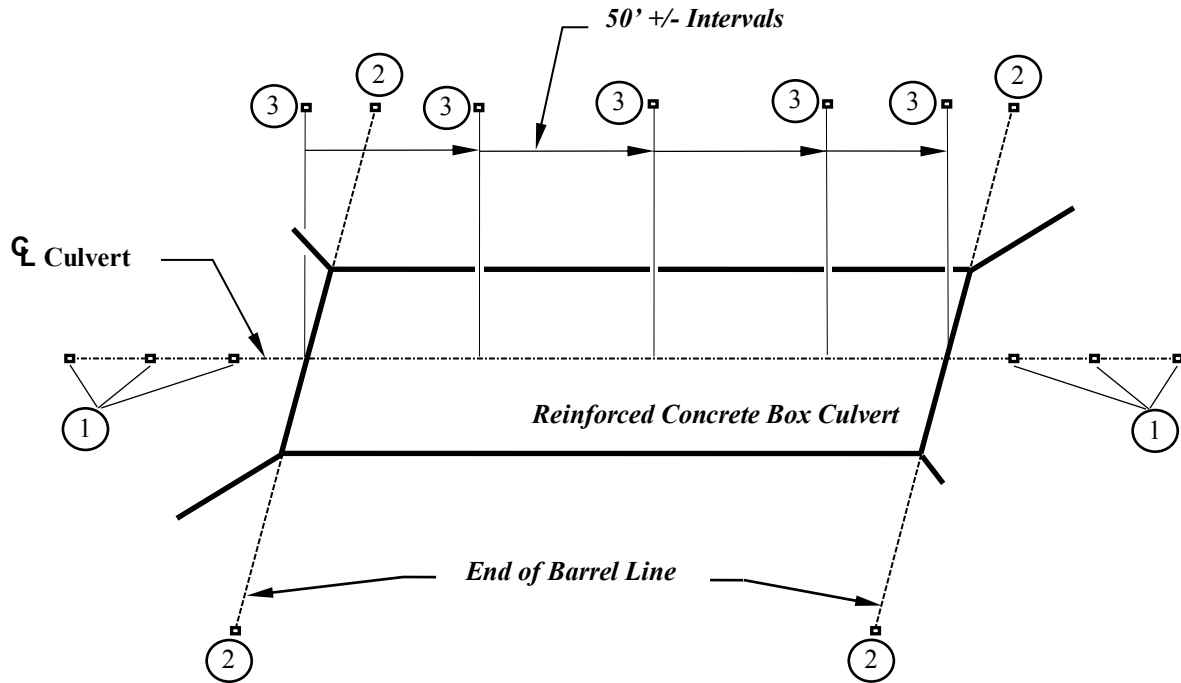 50’ +/- Intervals
2
2
3
3
3
3
3
℄ Culvert
Reinforced Concrete Box Culvert
1
1
End of Barrel Line
2
2